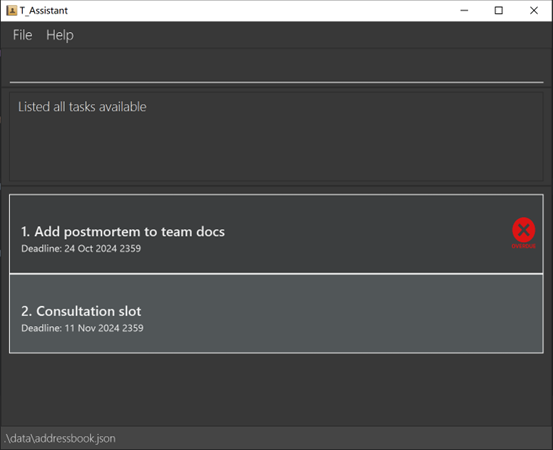 T_Assistant
File Help
Listed all tasks available
1. Add postmortem to team docs
Deadline: 24 Oct 2024 2359
OVERDUE
2. Consultation slot
Deadline: 11 Nov 2024 2359
.\data\addressbook.json